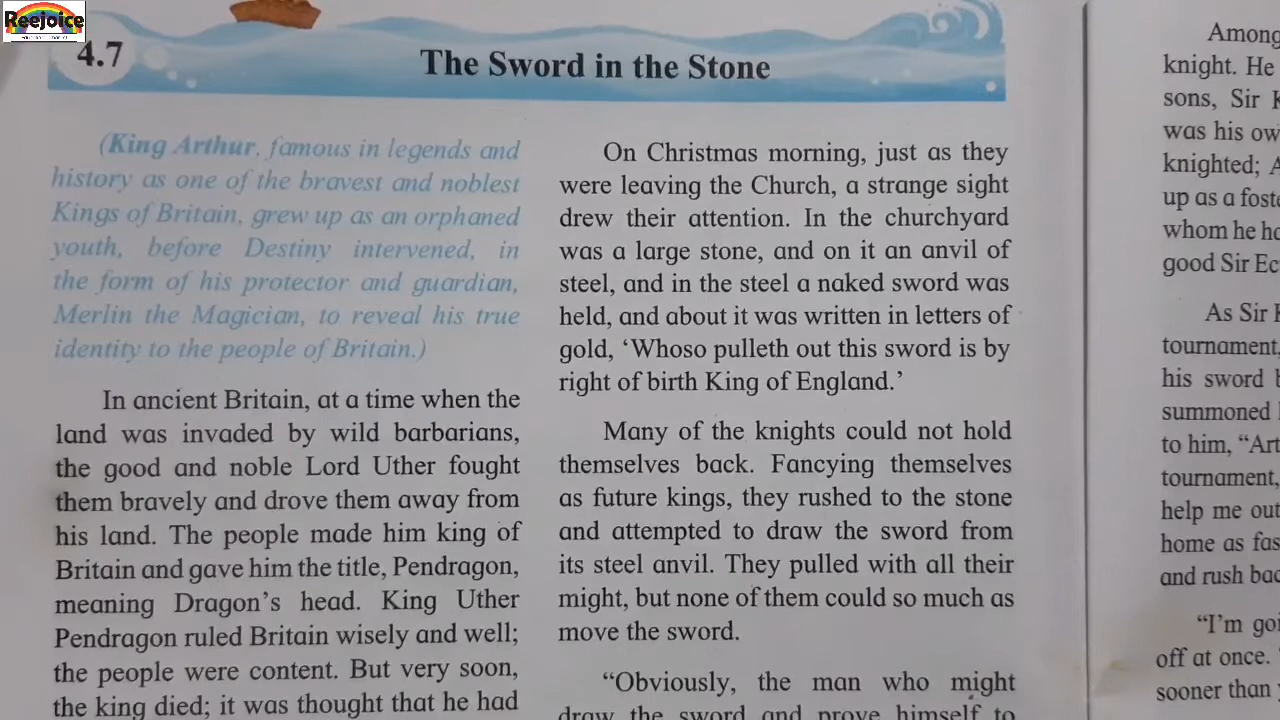 Reejoice
4.7
The Sword in the Stone
(King Arthur, famous in legends and
history as one of the bravest and noblest
Kings of Britain, grew up as an orphaned
youth, before Destiny intervened, in
the form of his protector and guardian,
Merlin the Magician, to reveal his true
identity to the people of Britain.)
In ancient Britain, at a time when the
land was invaded by wild barbarians,
the good and noble Lord Uther fought
them bravely and drove them away from
his land. The people made him king of
Britain and gave him the title, Pendragon,
meaning Dragon's head. King Uther
Pendragon ruled Britain wisely and well;
the people were content. But very soon,
the king died; it was thought that he had
On Christmas morning, just as they
were leaving the Church, a strange sight
drew their attention. In the churchyard
was a large stone, and on it an anvil of
steel, and in the steel a naked sword was
held, and about it was written in letters of
gold, ‘Whoso pulleth out this sword is by
right of birth King of England.’
Many of the knights could not hold
themselves back. Fancying themselves
as future kings, they rushed to the stone
and attempted to draw the sword from
its steel anvil. They pulled with all their
might, but none of them could so much as
move the sword.
“Obviously, the man who might
draw the sword and prove himself to
Among
knight. He
sons, Sir
was his ow
knighted; A
up as a foste
whom he ha
good Sir Ec
As Sir
tournament.
his sword
summoned
to him, “Art
tournament,
help me out
home as fas
and rush bac
“I'm goi
off at once.
sooner than